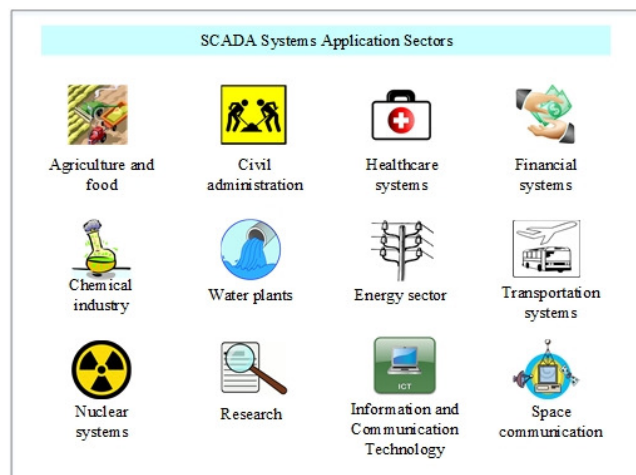 SCADA Systems Application Sectors
Agriculture and
food
Civil
administration
Healthcare
systems
Financial
systems
Chemical
industry
Water plants
Energy sector
Transportation
systems
Nuclear
systems
Research
ICT
Information and
Communication
Technology
Space
communication